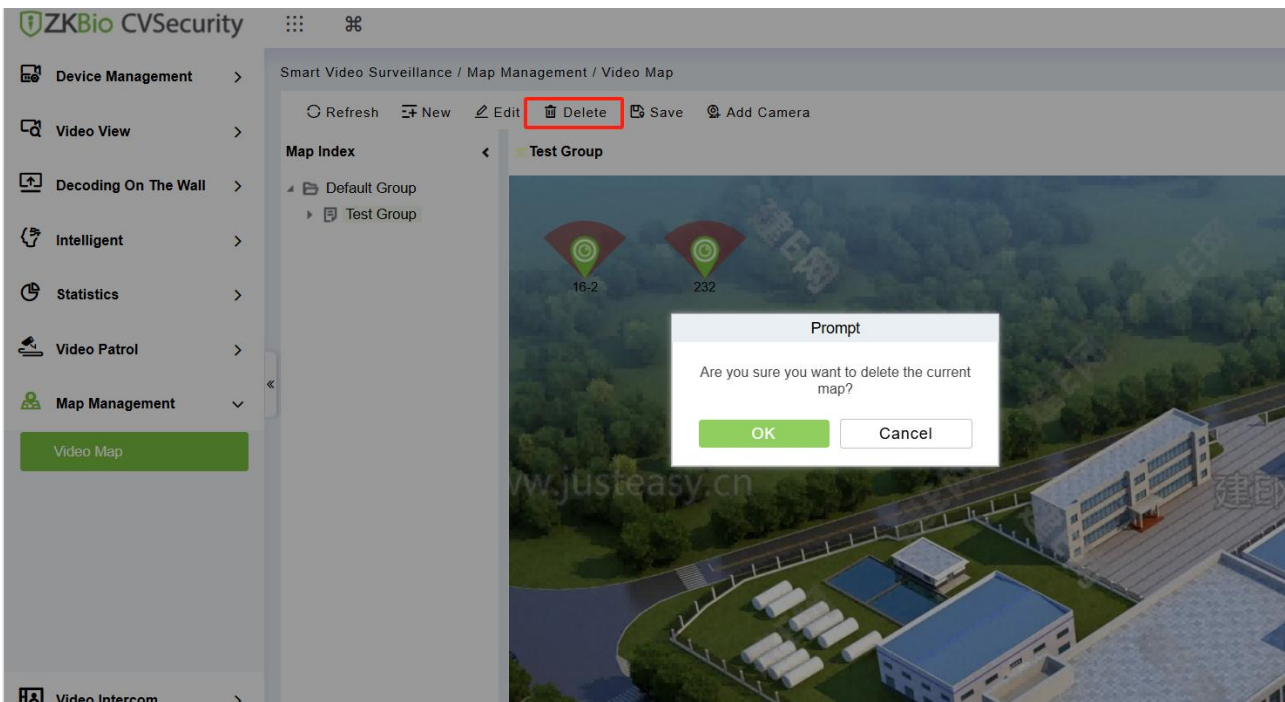 ZKBio CVSecurity
Device Management
Video View
Decoding On The Wall
Intelligent
Statistics
Video Patrol
Map Management
Video Map
Video Intercom
Smart Video Surveillance / Map Management / Video Map
Refresh New Edit Delete Save Add Camera
Map Index
Default Group
Test Group
Test Group
16-2
232
建E网
Prompt
Are you sure you want to delete the current
map?
OK Cancel
www.justeasy.cn